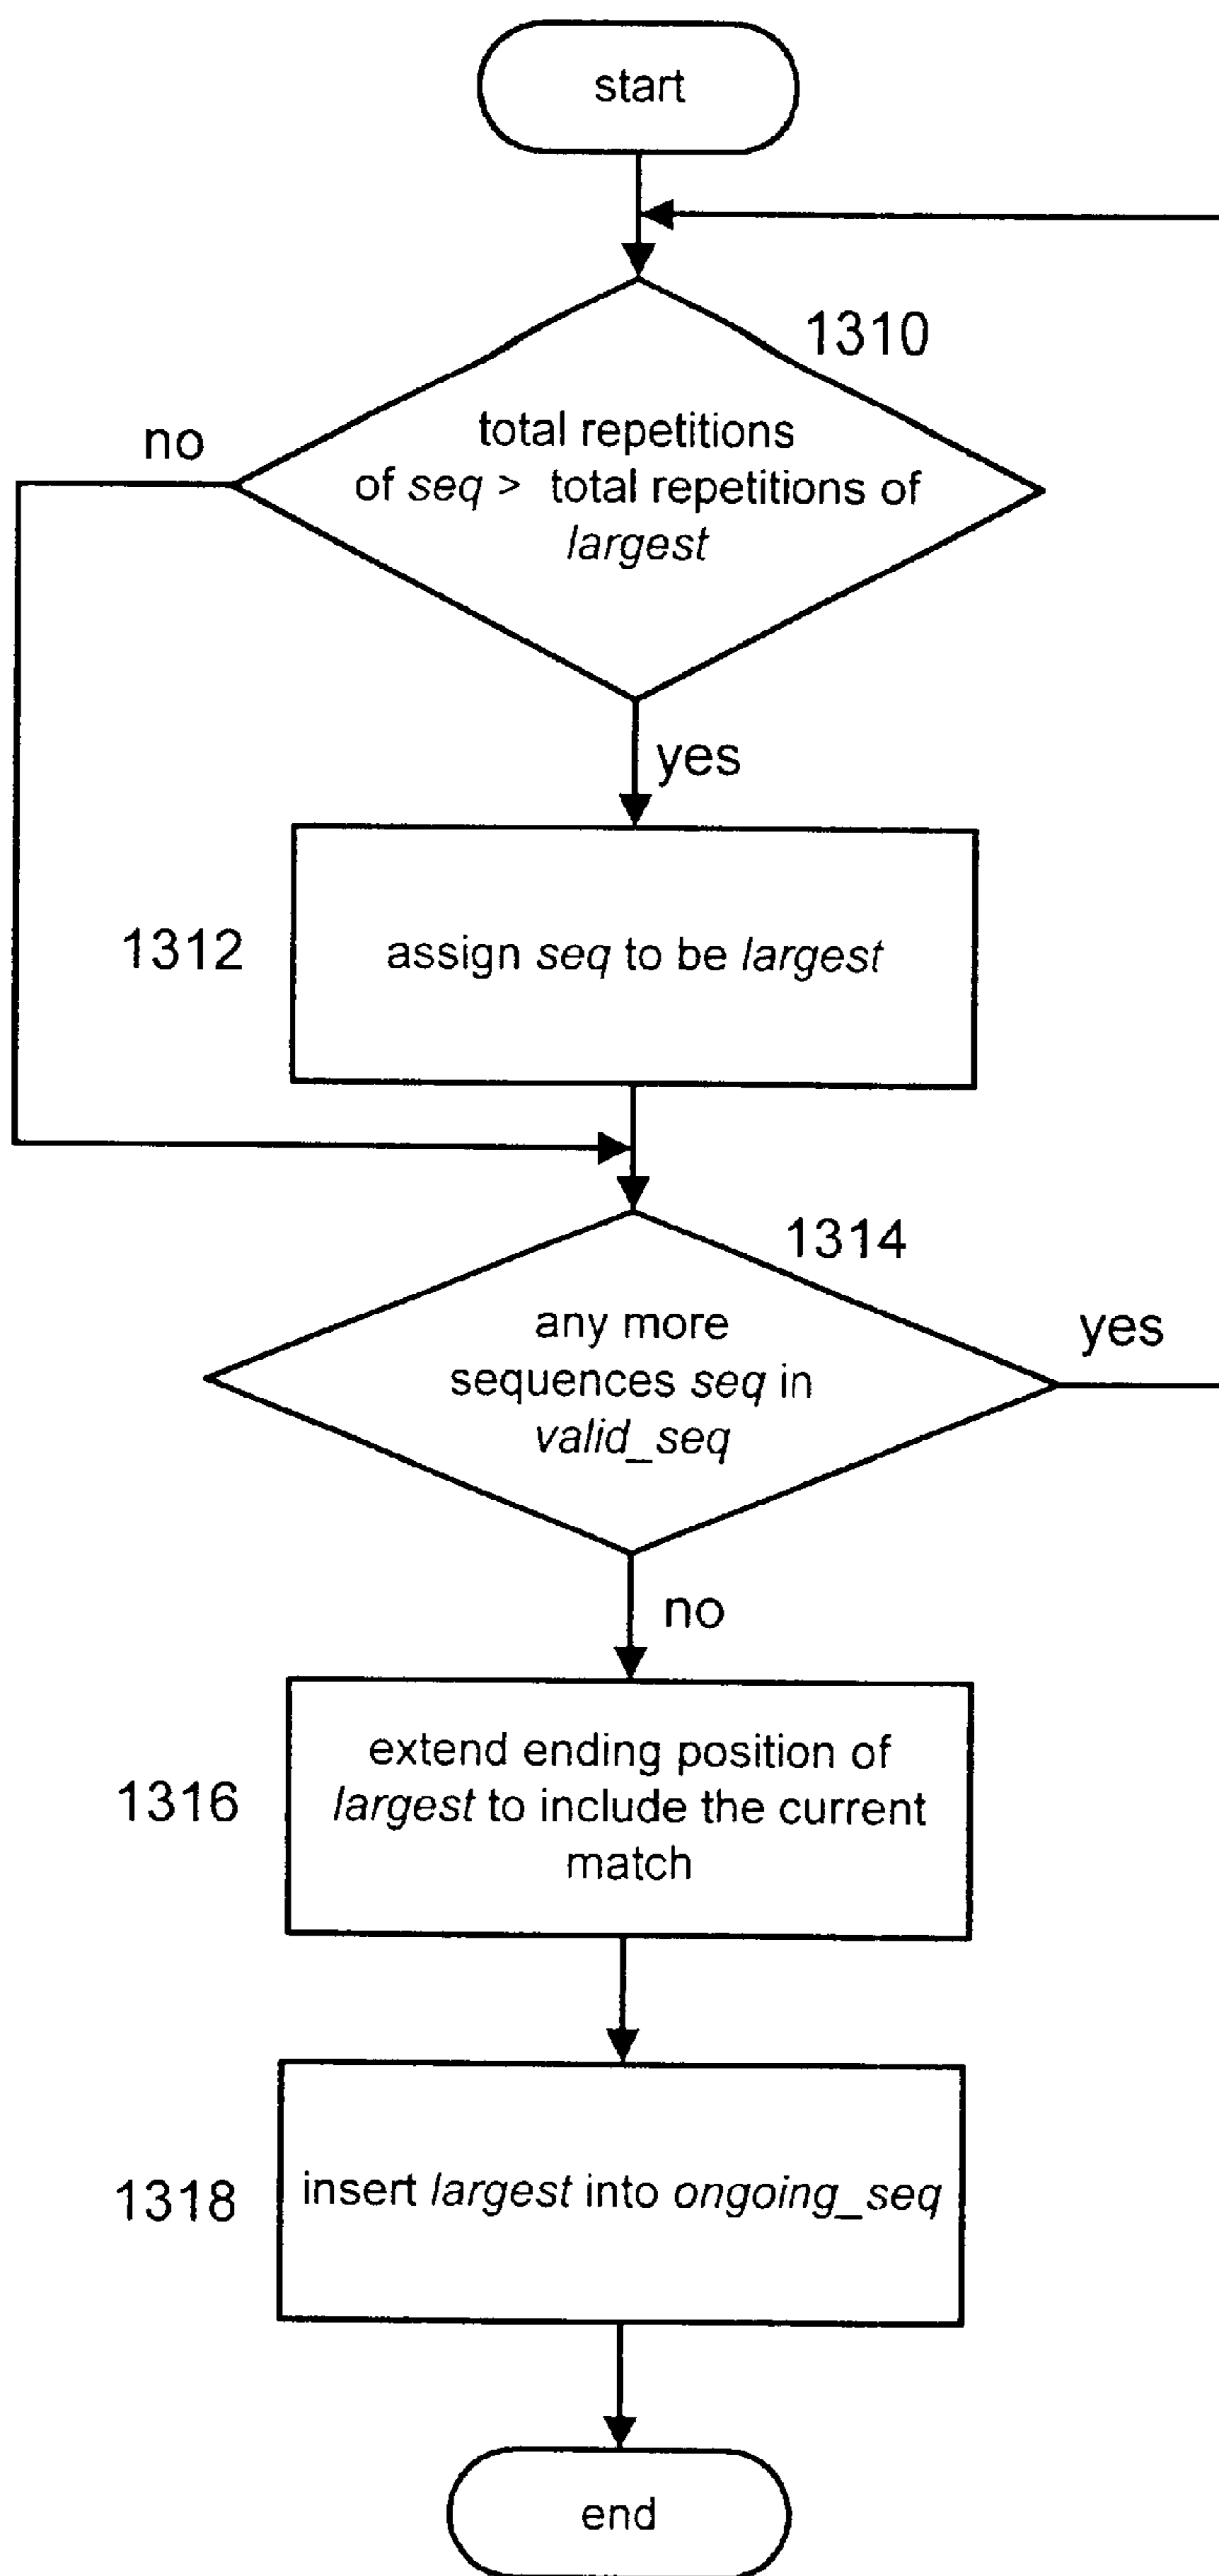 start
1310
no
total repetitions
of seq > total repetitions of
largest
yes
1312
assign seq to be largest
1314
any more
sequences seq in
valid_seq
yes
no
1316
extend ending position of
largest to include the current
match
1318
insert largest into ongoing_seq
end